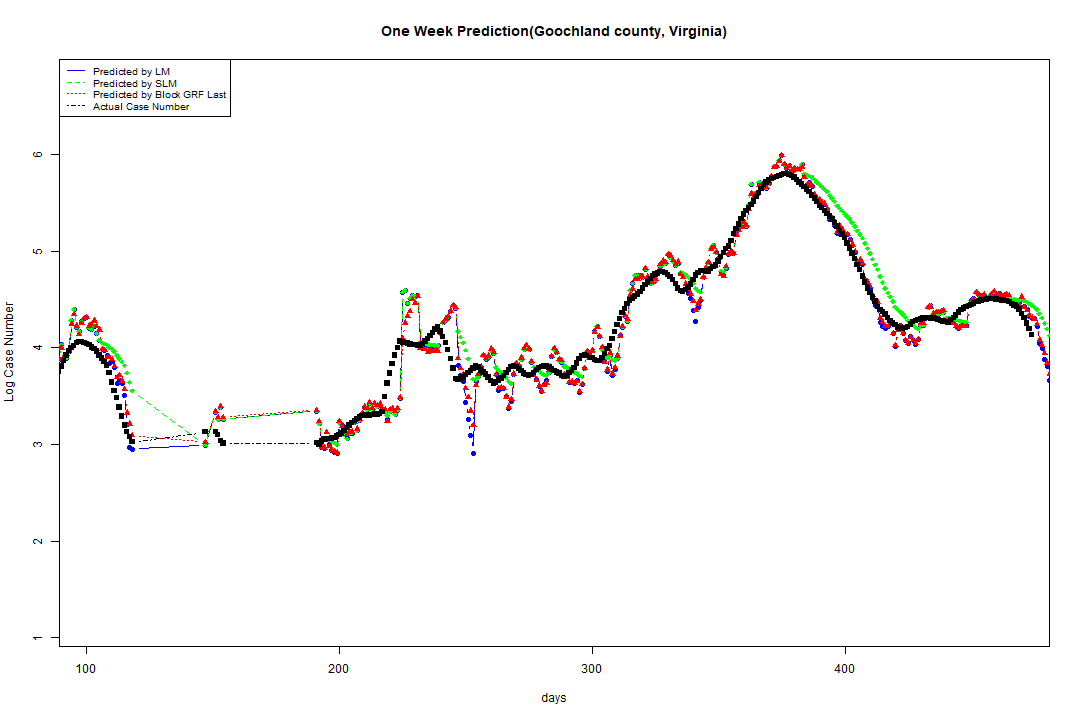 One Week Prediction(Goochland county, Virginia)
Predicted by LM
Predicted by SLM
Predicted by Block GRF Last
Actual Case Number
6
5
4
3
2
1
Log Case Number
100 200 300 400
days